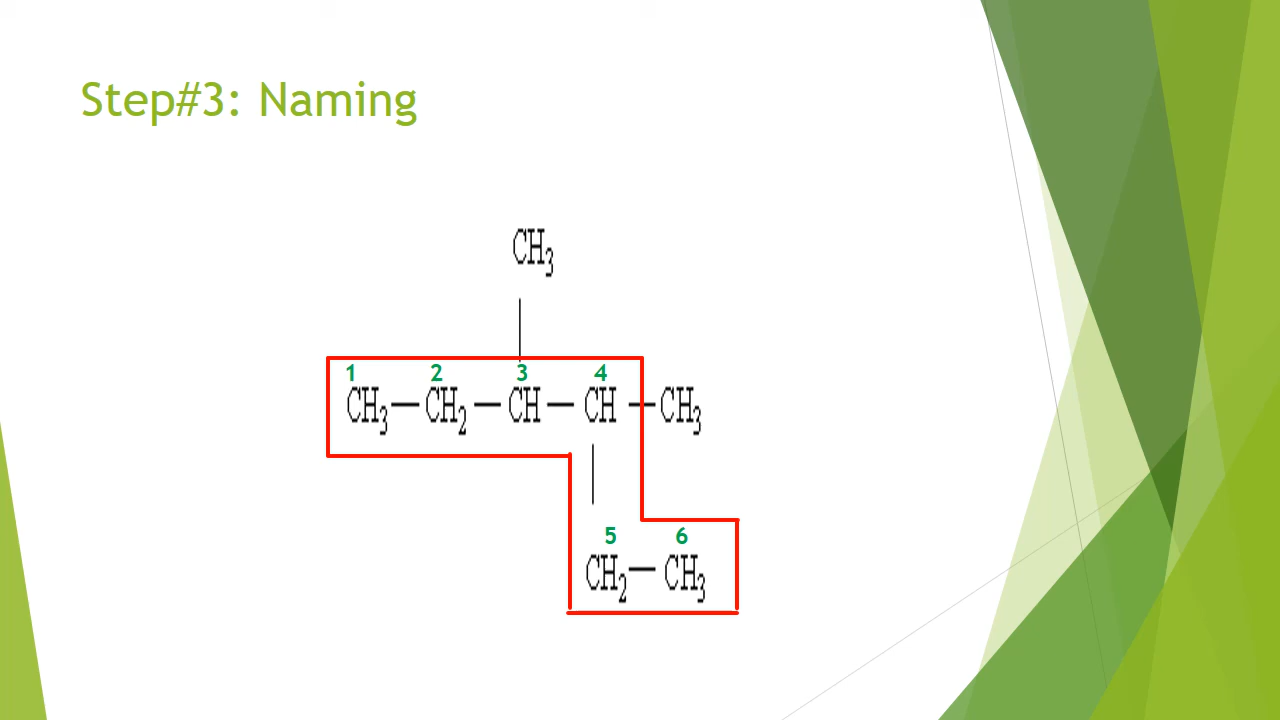 Step#3: Naming
CH3
1 2 3 4
CH3 — CH2 — CH — CH — CH3
5 6
CH2 — CH3